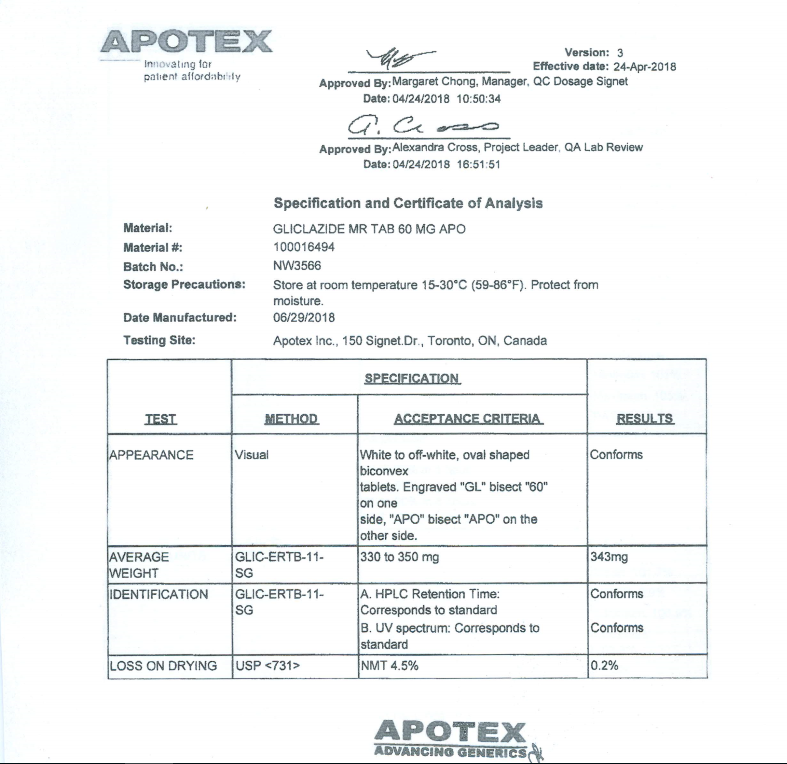 APOTEX
Innovating for
patient affordability
Version: 3
Effective date: 24-Apr-2018
Approved By: Margaret Chong, Manager, QC Dosage Signet
Date: 04/24/2018 10:50:34
A. Cross
Approved By: Alexandra Cross, Project Leader, QA Lab Review
Date: 04/24/2018 16:51:51
Specification and Certificate of Analysis
Material: GLICLAZIDE MR TAB 60 MG APO
Material #: 100016494
Batch No.: NW3566
Storage Precautions: Store at room temperature 15-30°C (59-86°F). Protect from
moisture.
Date Manufactured: 06/29/2018
Testing Site: Apotex Inc., 150 Signet.Dr., Toronto, ON, Canada
SPECIFICATION
TEST METHOD ACCEPTANCE CRITERIA RESULTS
APPEARANCE Visual White to off-white, oval shaped Conforms
biconvex
tablets. Engraved "GL" bisect "60"
on one
side, "APO" bisect "APO" on the
other side.
AVERAGE GLIC-ERTB-11- 330 to 350 mg 343mg
WEIGHT SG
IDENTIFICATION GLIC-ERTB-11- A. HPLC Retention Time: Conforms
SG Corresponds to standard
B. UV spectrum: Corresponds to Conforms
standard
LOSS ON DRYING USP <731> NMT 4.5% 0.2%
APOTEX
ADVANCING GENERICS